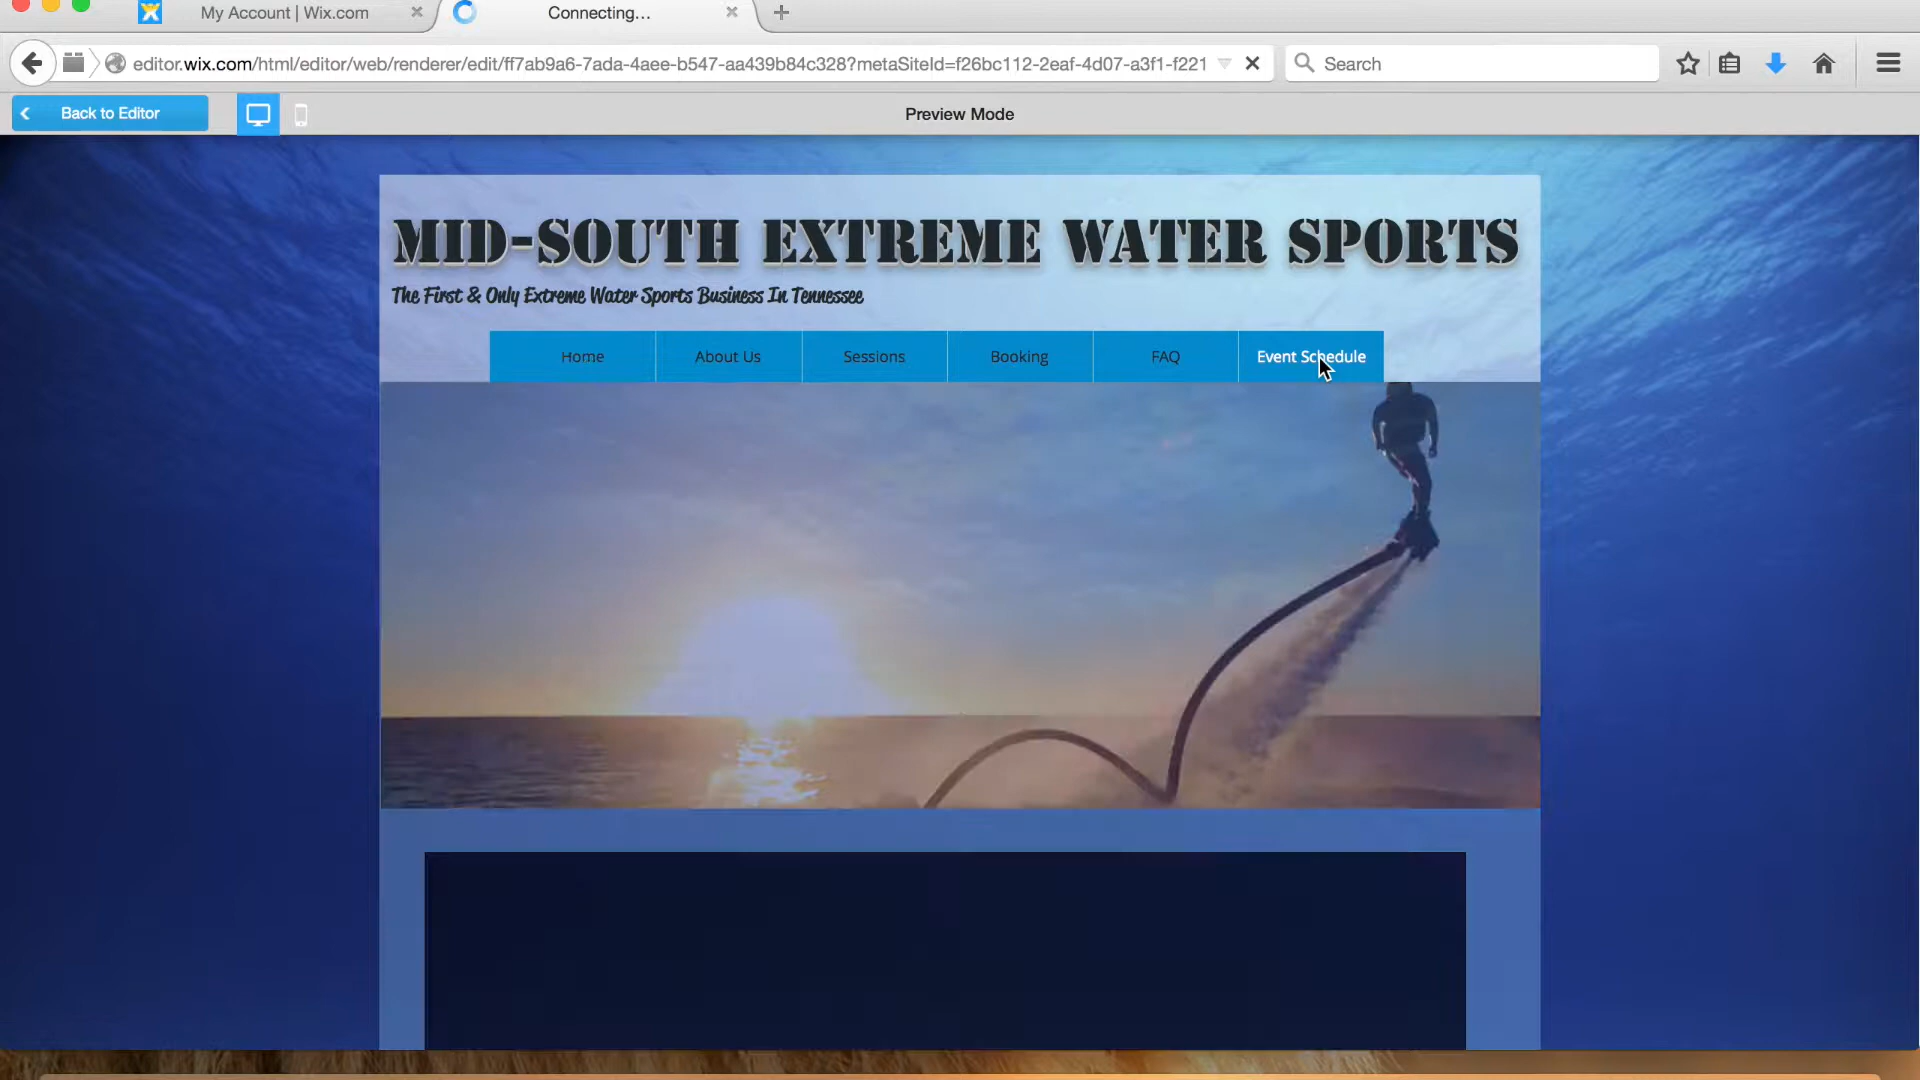 My Account | Wix.com
Connecting...
editor.wix.com/html/editor/web/renderer/edit/ff7ab9a6-7ada-4aee-b547-aa439b84c328?metaSiteId=f26bc112-2eaf-4d07-a3f1-f221
Search
Back to Editor
Preview Mode
MID-SOUTH EXTREME WATER SPORTS
The First & Only Extreme Water Sports Business In Tennessee
Home
About Us
Sessions
Booking
FAQ
Event Schedule